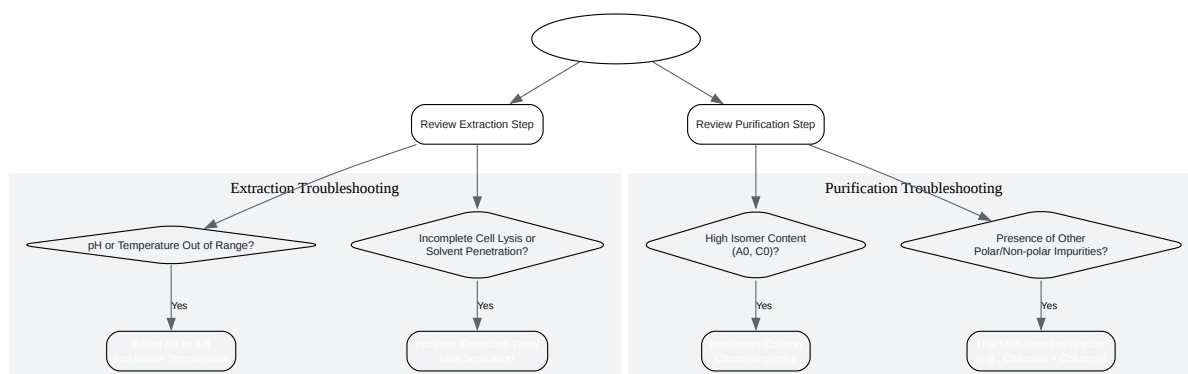 Review Extraction Step
Review Purification Step
Extraction Troubleshooting
Purification Troubleshooting
pH or Temperature Out of Range?
Incomplete Cell Lysis or
Solvent Penetration?
High Isomer Content
(A0, C0)?
Presence of Other
Polar/Non-polar Impurities?
Yes
Yes
Yes
Yes
Adjust pH to
and Lower Temperature
Increase Extraction Time/
Use Sonication
Implement Column
Chromatography
Use Multi-step Purification
(e.g., Charcoal + Columns)